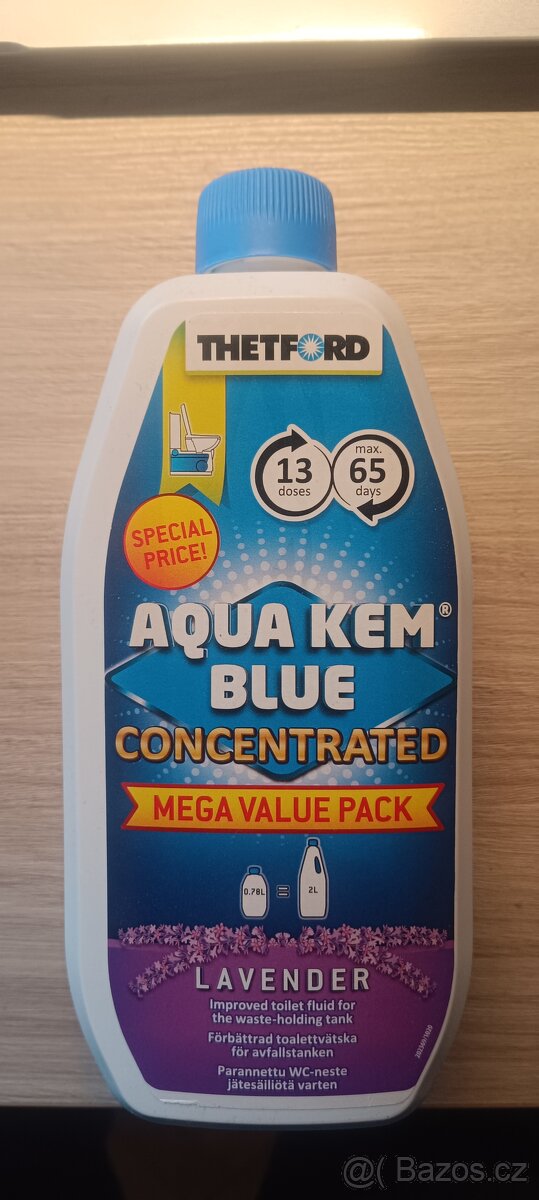 THETFORD
13
doses
max.
65
days
SPECIAL
PRICE!
AQUA KEM®
BLUE
CONCENTRATED
MEGA VALUE PACK
0.78L = 2L
LAVENDER
Improved toilet fluid for
the waste-holding tank
Förbättrad toalettvätska
för avfallstanken
Parannettu WC-neste
jätesäiliötä varten
@( Bazos.cz